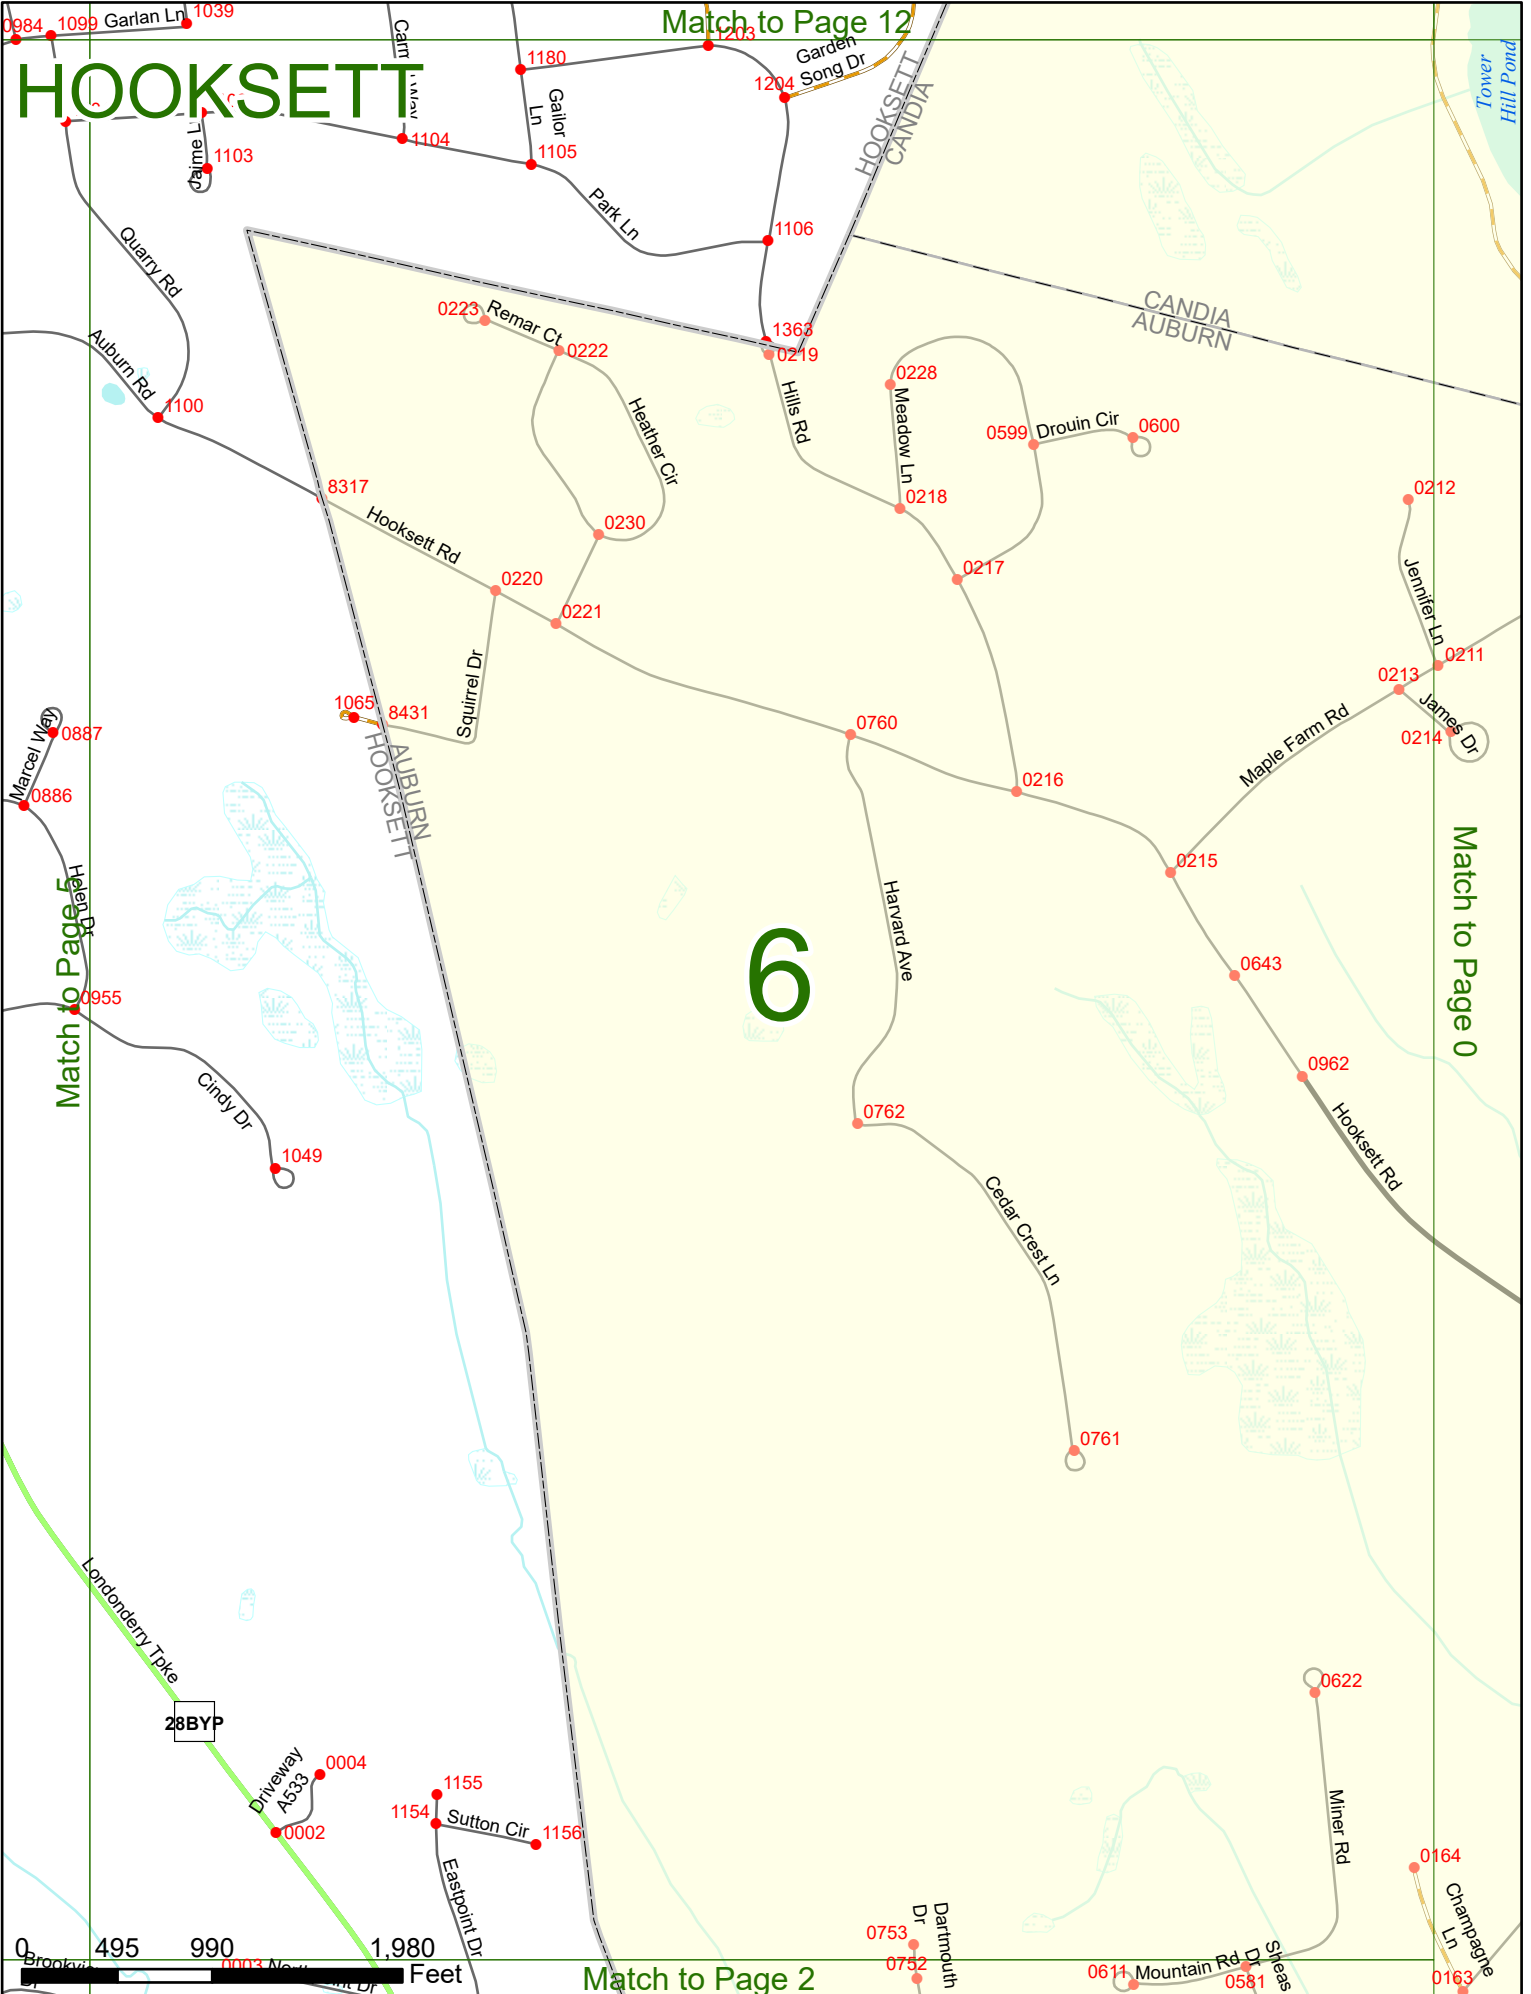 0984
1099
Garlan Ln
1039
Match to Page 12
1203
Garden
Song Dr
1204
HOOKSETT
1180
Gailor
Ln
HOOKSETT
CANDIA
Tower
Hill Pond
1104
1105
Jaime L
1103
Park Ln
1106
Quarry Rd
CANDIA
AUBURN
0223
Remar Ct
0222
1363
0219
Auburn Rd
1100
Hills Rd
0228
Meadow Ln
0599
Drouin Cir
0600
Heather Cir
8317
0218
0212
Hooksett Rd
0230
0217
Jennifer Ln
0220
0221
0211
0213
Squirrel Dr
James Dr
0214
1065
8431
Marcel Way
0887
0760
Maple Farm Rd
AUBURN
HOOKSETT
0886
0216
0215
Helen Dr
Match to Page 5
Harvard Ave
6
Match to Page 0
0643
0955
0962
Cindy Dr
0762
Hooksett Rd
1049
Cedar Crest Ln
0761
Londonderry Tpke
28BYP
0622
Driveway
A533
0004
0002
1155
1154
Sutton Cir
1156
Miner Rd
0164
Eastpoint Dr
Champagne
Ln
0753
Dartmouth
Dr
0752
0 495 990 1,980
Feet
0003
Match to Page 2
0611
Mountain Rd
Sheas
Dr
0581
0163